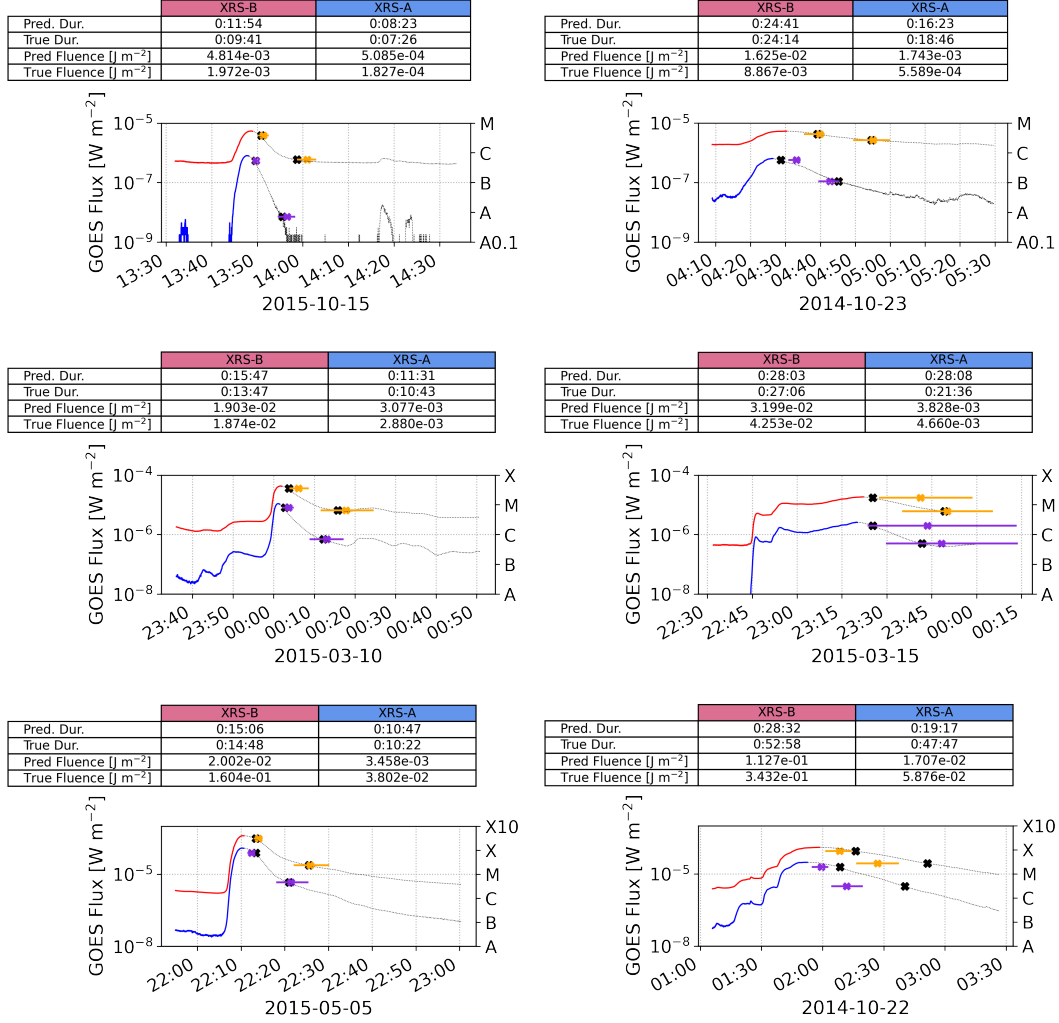 XRS-B XRS-A
Pred. Dur. 0:11:54 0:08:23
True Dur. 0:09:41 0:07:26
Pred Fluence [J m⁻²] 4.814e-03 5.085e-04
True Fluence [J m⁻²] 1.972e-03 1.827e-04
GOES Flux [W m⁻²]
10⁻⁵ M
C
10⁻⁷ B
A
10⁻⁹ A0.1
13:30 13:40 13:50 14:00 14:10 14:20 14:30
2015-10-15
XRS-B XRS-A
Pred. Dur. 0:24:41 0:16:23
True Dur. 0:24:14 0:18:46
Pred Fluence [J m⁻²] 1.625e-02 1.743e-03
True Fluence [J m⁻²] 8.867e-03 5.589e-04
GOES Flux [W m⁻²]
10⁻⁵ M
C
10⁻⁷ B
A
10⁻⁹ A0.1
04:10 04:20 04:30 04:40 04:50 05:00 05:10 05:20 05:30
2014-10-23
XRS-B XRS-A
Pred. Dur. 0:15:47 0:11:31
True Dur. 0:13:47 0:10:43
Pred Fluence [J m⁻²] 1.903e-02 3.077e-03
True Fluence [J m⁻²] 1.874e-02 2.880e-03
GOES Flux [W m⁻²]
10⁻⁴ X
M
10⁻⁶ C
B
10⁻⁸ A
23:40 23:50 00:00 00:10 00:20 00:30 00:40 00:50
2015-03-10
XRS-B XRS-A
Pred. Dur. 0:28:03 0:28:08
True Dur. 0:27:06 0:21:36
Pred Fluence [J m⁻²] 3.199e-02 3.828e-03
True Fluence [J m⁻²] 4.253e-02 4.660e-03
GOES Flux [W m⁻²]
10⁻⁴ X
M
10⁻⁶ C
B
10⁻⁸ A
22:30 22:45 23:00 23:15 23:30 23:45 00:00 00:15
2015-03-15
XRS-B XRS-A
Pred. Dur. 0:15:06 0:10:47
True Dur. 0:14:48 0:10:22
Pred Fluence [J m⁻²] 2.002e-02 3.458e-03
True Fluence [J m⁻²] 1.604e-01 3.802e-02
GOES Flux [W m⁻²]
X10
X
10⁻⁵ M
C
B
10⁻⁸ A
22:00 22:10 22:20 22:30 22:40 22:50 23:00
2015-05-05
XRS-B XRS-A
Pred. Dur. 0:28:32 0:19:17
True Dur. 0:52:58 0:47:47
Pred Fluence [J m⁻²] 1.127e-01 1.707e-02
True Fluence [J m⁻²] 3.432e-01 5.876e-02
GOES Flux [W m⁻²]
X10
X
10⁻⁵ M
C
B
10⁻⁸ A
01:00 01:30 02:00 02:30 03:00 03:30
2014-10-22